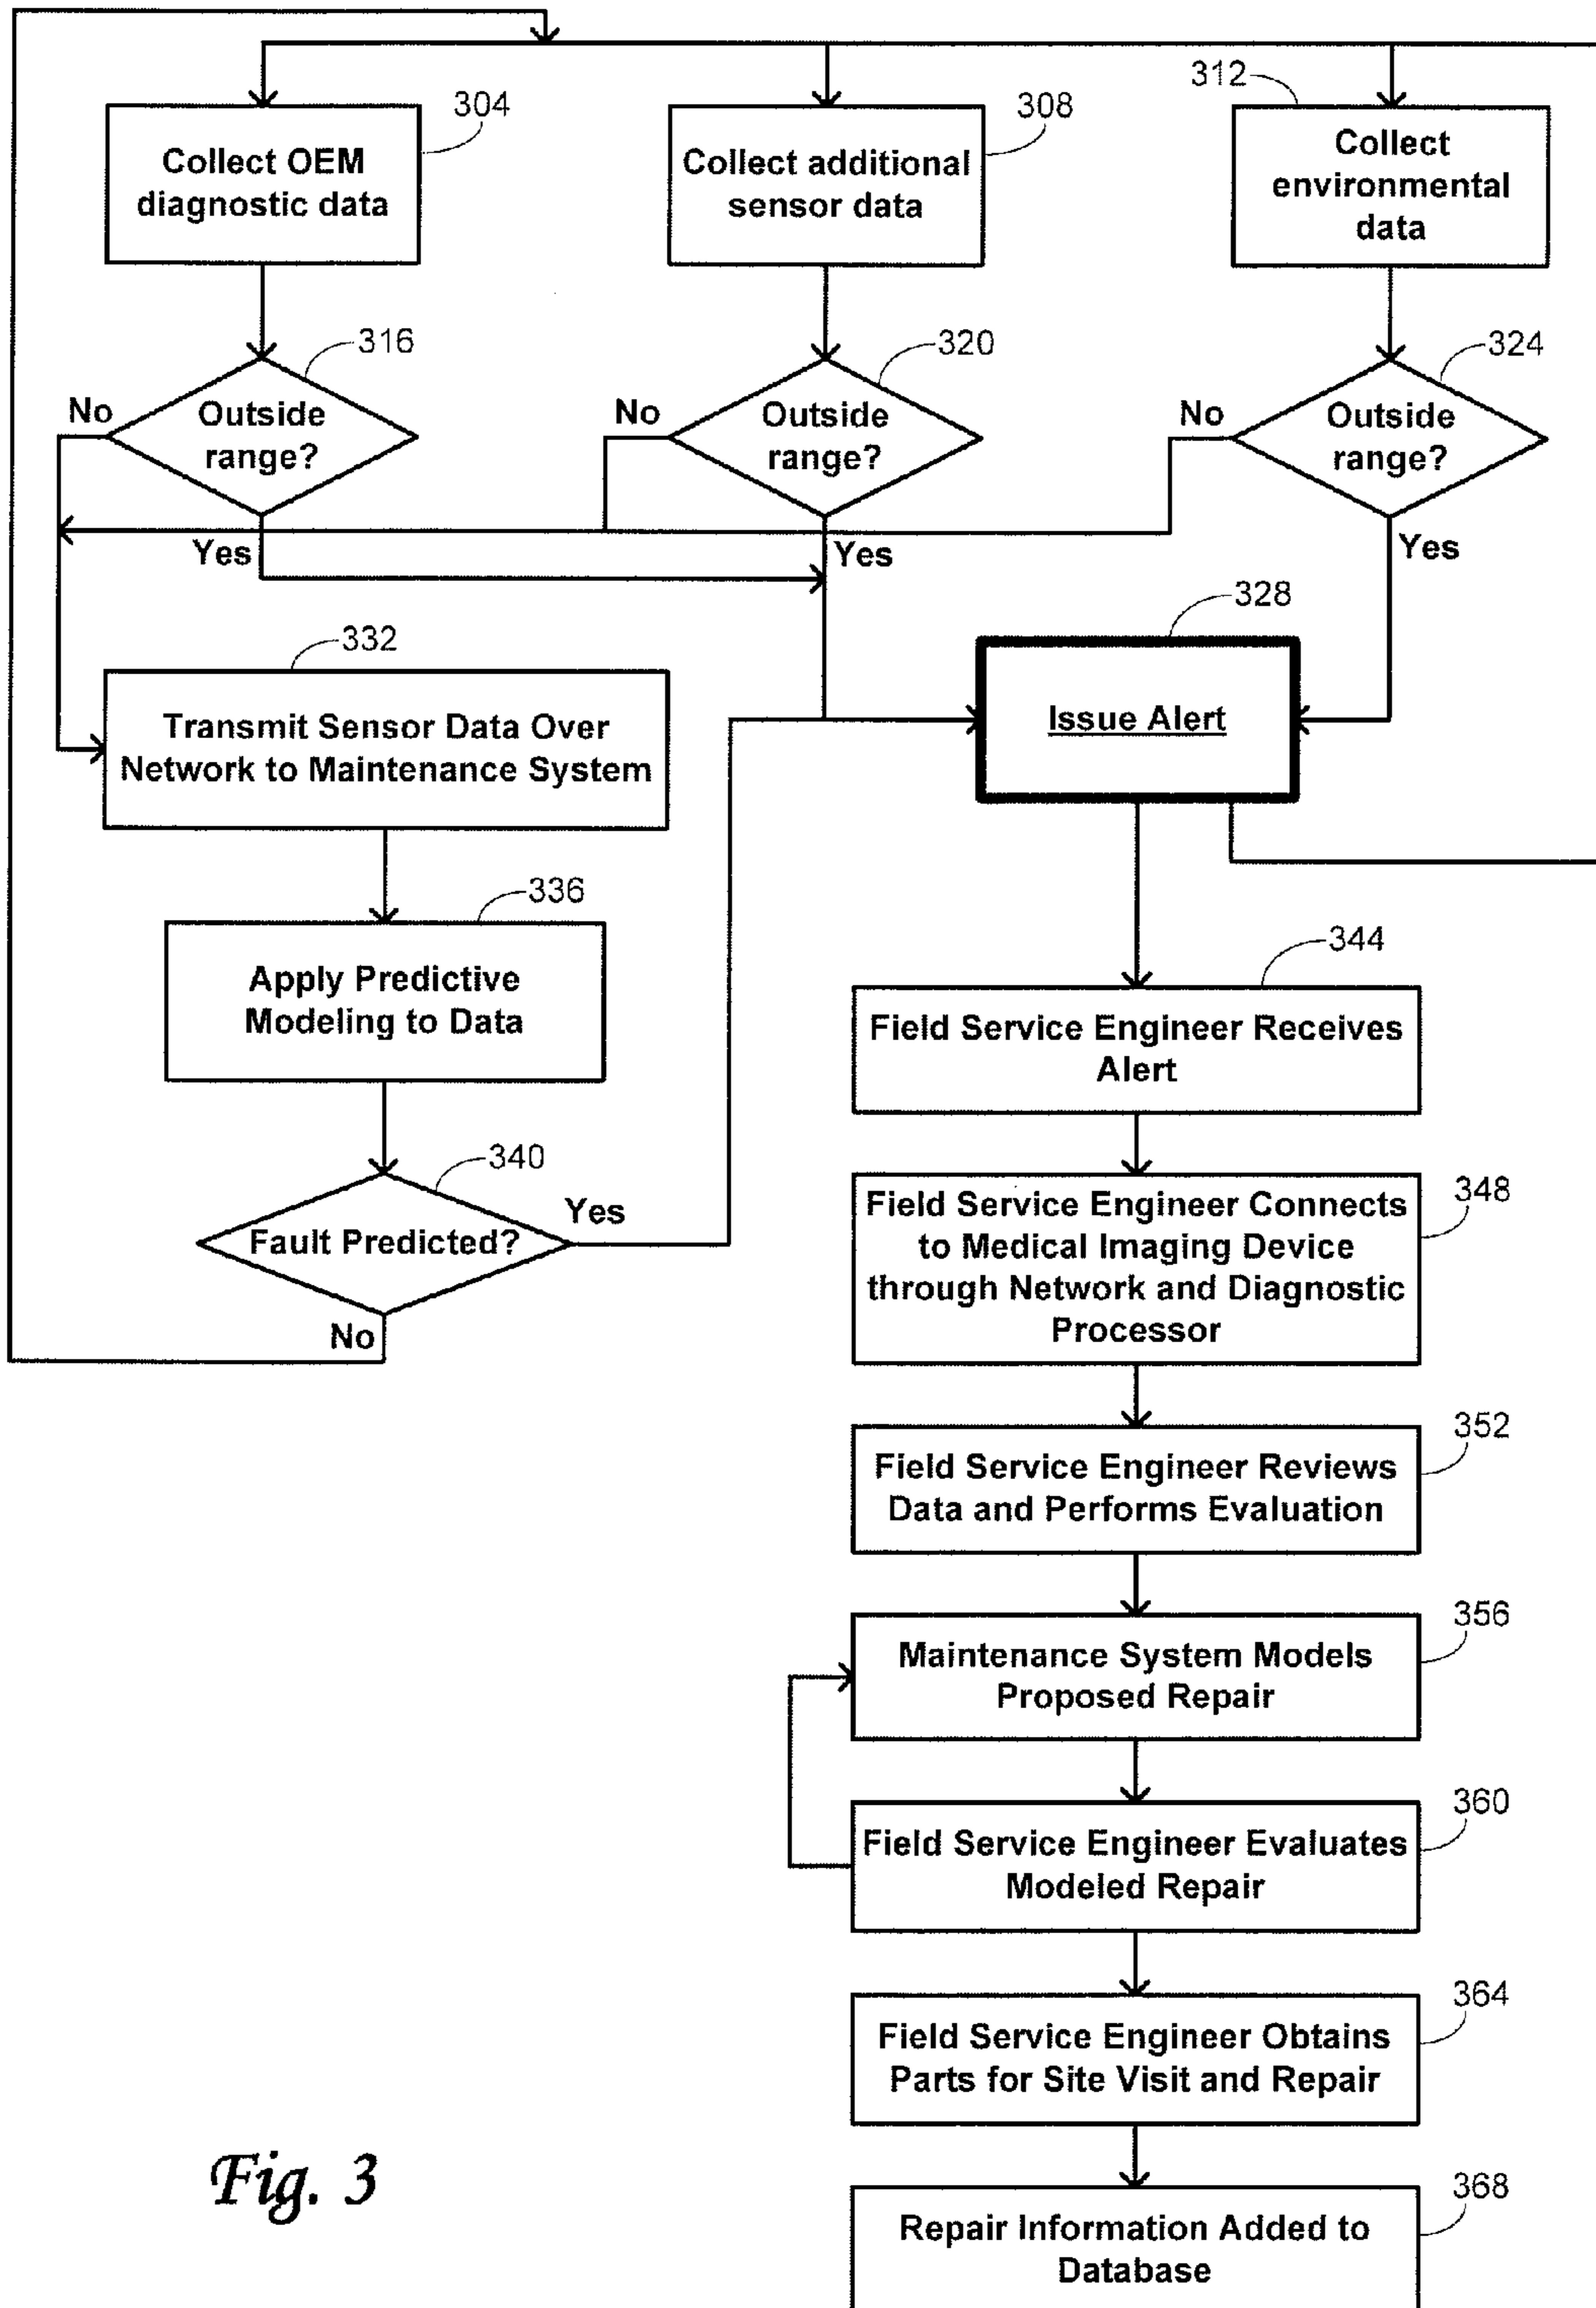 304
Collect OEM
diagnostic data
308
Collect additional
sensor data
312
Collect
environmental
data
316
Outside
range?
No
Yes
320
Outside
range?
No
Yes
324
Outside
range?
No
Yes
328
Issue Alert
332
Transmit Sensor Data Over
Network to Maintenance System
336
Apply Predictive
Modeling to Data
340
Fault Predicted?
Yes
No
344
Field Service Engineer Receives
Alert
348
Field Service Engineer Connects
to Medical Imaging Device
through Network and Diagnostic
Processor
352
Field Service Engineer Reviews
Data and Performs Evaluation
356
Maintenance System Models
Proposed Repair
360
Field Service Engineer Evaluates
Modeled Repair
364
Field Service Engineer Obtains
Parts for Site Visit and Repair
368
Repair Information Added to
Database
Fig. 3